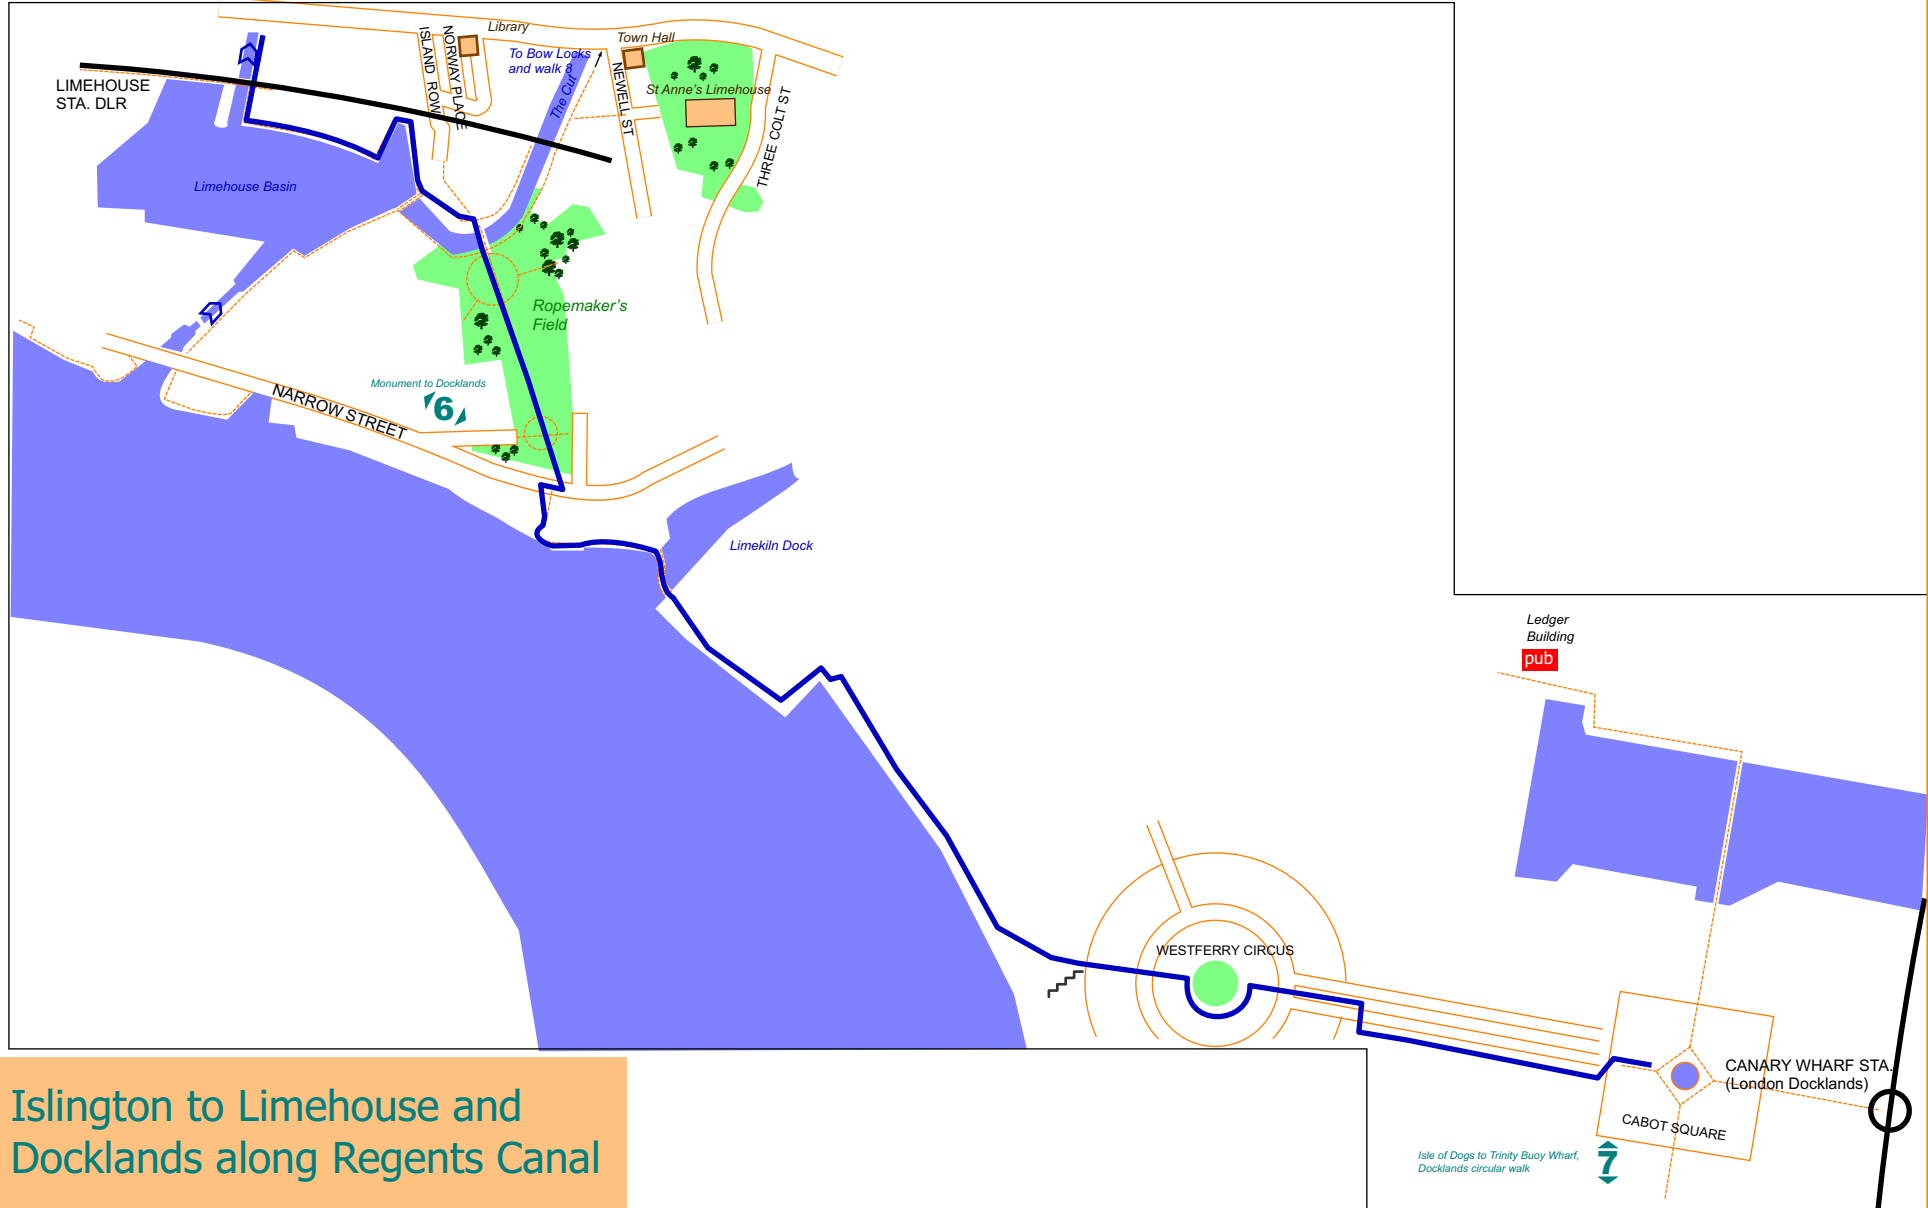 Library
ISLAND ROW
NORWAY PLACE
To Bow Locks
and walk 8
The Cut
Town Hall
NEWELL ST
St Anne's Limehouse
THREE COLT ST
LIMEHOUSE
STA. DLR
Limehouse Basin
Ropemaker's
Field
Monument to Docklands
6
NARROW STREET
Limekiln Dock
Ledger
Building
pub
WESTFERRY CIRCUS
CANARY WHARF STA.
(London Docklands)
CABOT SQUARE
Isle of Dogs to Trinity Buoy Wharf,
Docklands circular walk
7
Islington to Limehouse and
Docklands along Regents Canal